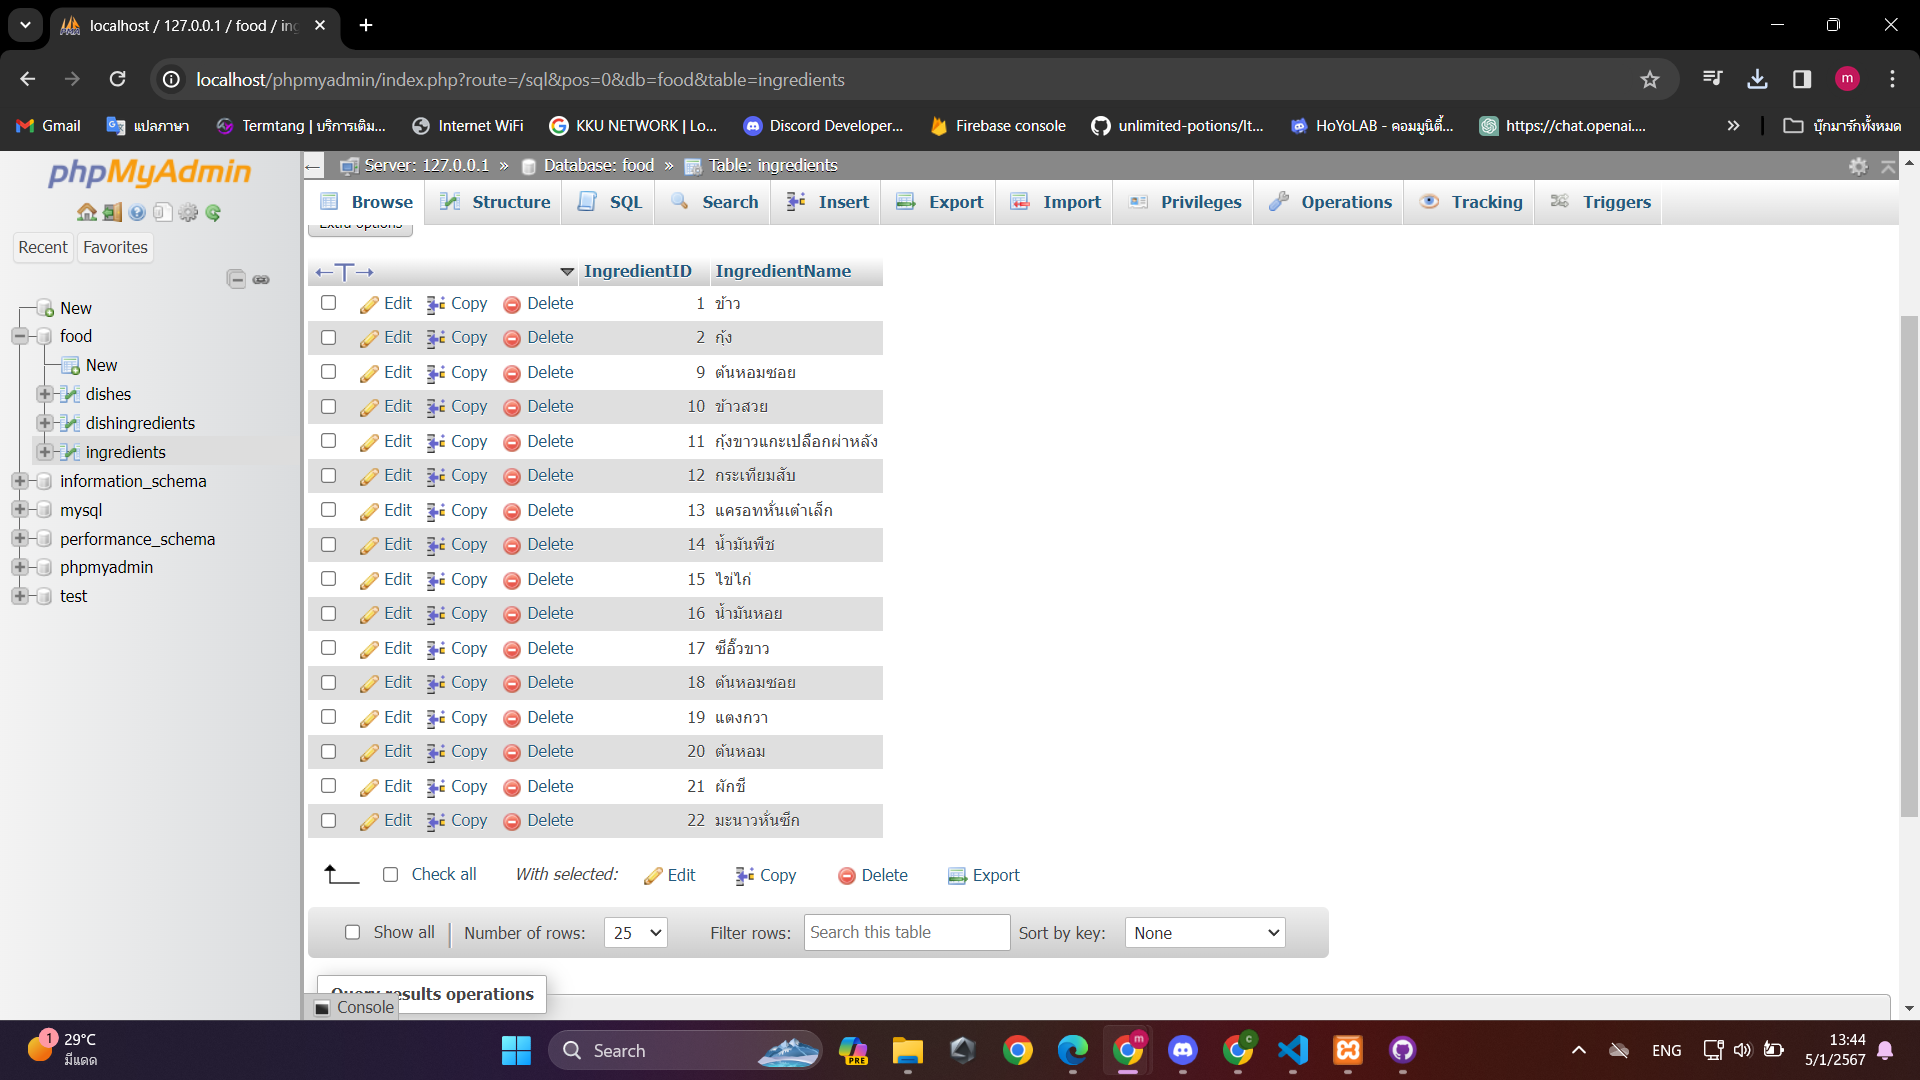 localhost / 127.0.0.1 / food / ing
localhost/phpmyadmin/index.php?route=/sql&pos=0&db=food&table=ingredients
m
Gmail
แปลภาษา
Termtang | บริการเติม...
Internet WiFi
KKU NETWORK | Lo...
Discord Developer...
Firebase console
unlimited-potions/It...
HoYoLAB - คอมมูนิตี้...
https://chat.openai....
บุ๊กมาร์กทั้งหมด
phpMyAdmin
Recent
Favorites
New
food
New
dishes
dishingredients
ingredients
information_schema
mysql
performance_schema
phpmyadmin
test
Server: 127.0.0.1 » Database: food » Table: ingredients
Browse Structure SQL Search Insert Export Import Privileges Operations Tracking Triggers
Extra options
←T→ IngredientID IngredientName
Edit Copy Delete 1 ข้าว
Edit Copy Delete 2 กุ้ง
Edit Copy Delete 9 ต้นหอมซอย
Edit Copy Delete 10 ข้าวสวย
Edit Copy Delete 11 กุ้งขาวแกะเปลือกผ่าหลัง
Edit Copy Delete 12 กระเทียมสับ
Edit Copy Delete 13 แครอทหั่นเต๋าเล็ก
Edit Copy Delete 14 น้ำมันพืช
Edit Copy Delete 15 ไข่ไก่
Edit Copy Delete 16 น้ำมันหอย
Edit Copy Delete 17 ซีอิ๊วขาว
Edit Copy Delete 18 ต้นหอมซอย
Edit Copy Delete 19 แตงกวา
Edit Copy Delete 20 ต้นหอม
Edit Copy Delete 21 ผักชี
Edit Copy Delete 22 มะนาวหั่นซีก
Check all With selected: Edit Copy Delete Export
Show all Number of rows: 25 Filter rows: Search this table Sort by key: None
Query results operations
Console
1
29°C
มีแดด
Search
PRE
m
c
ENG
13:44
5/1/2567